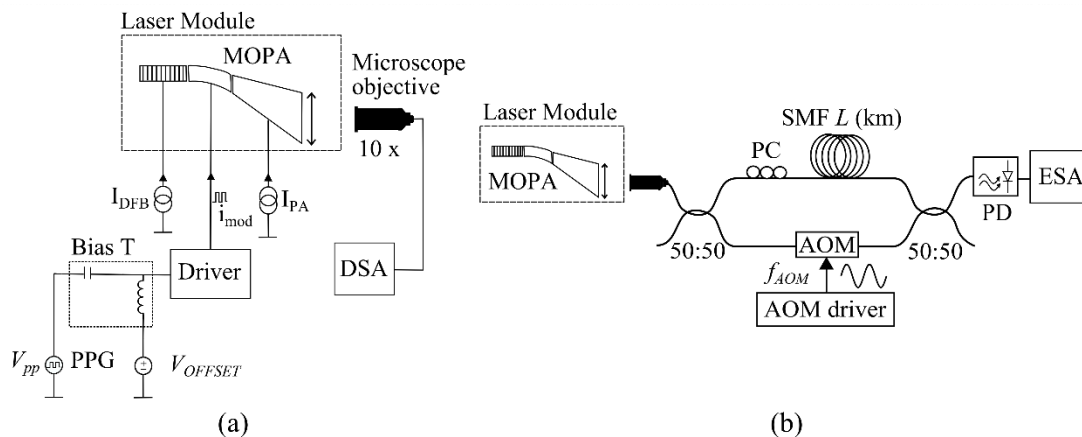 Laser Module
MOPA
Microscope
objective
10 x
I_DFB
i_mod
I_PA
Bias T
Driver
DSA
V_pp
PPG
V_OFFSET
(a)
Laser Module
MOPA
50:50
PC
SMF L (km)
AOM
f_AOM
AOM driver
50:50
PD
ESA
(b)